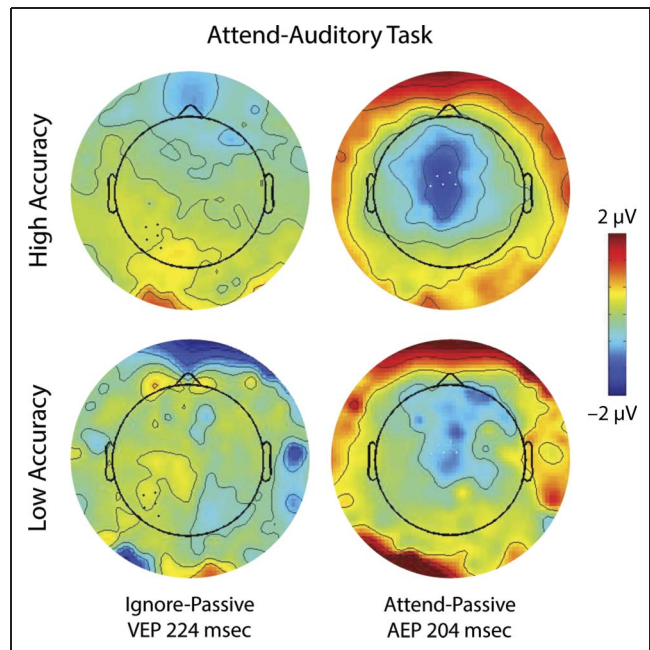 Attend-Auditory Task
High Accuracy
2 µV
−2 µV
Low Accuracy
Ignore-Passive
VEP 224 msec
Attend-Passive
AEP 204 msec